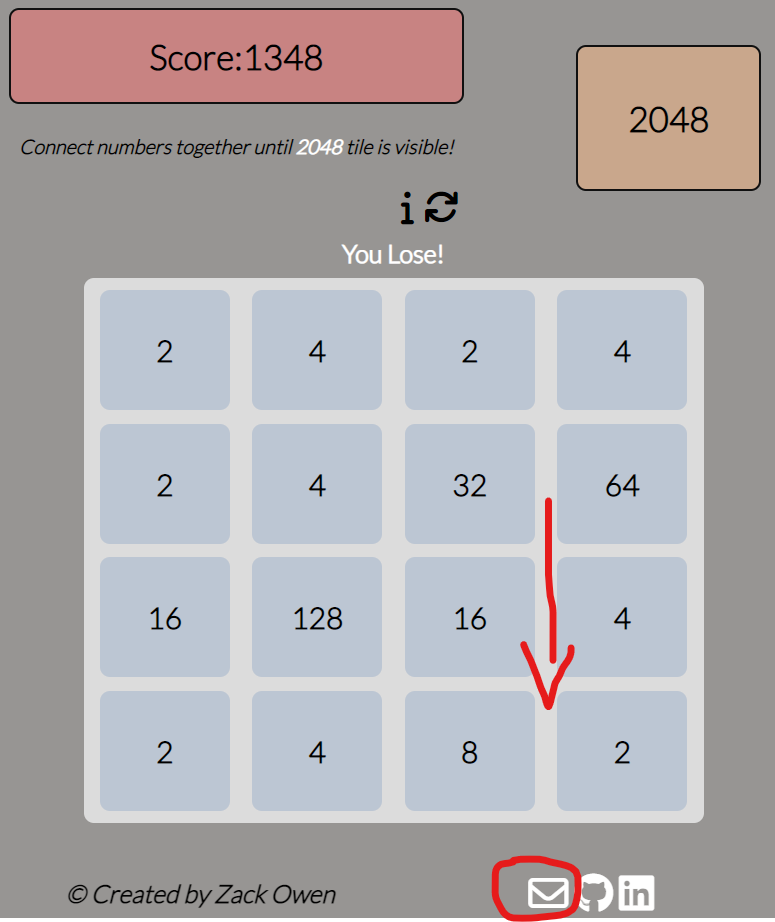 Score:1348
2048
Connect numbers together until 2048 tile is visible!
You Lose!
2 4 2 4
2 4 32 64
16 128 16 4
2 4 8 2
© Created by Zack Owen
in